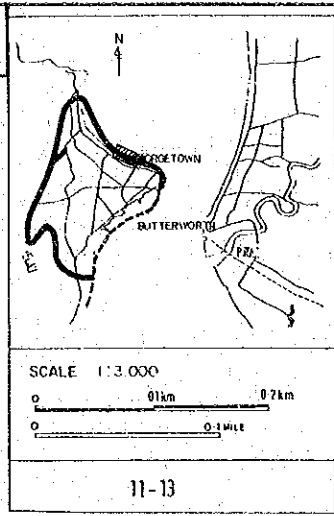 N
GEORGETOWN
BUTTERWORTH
SCALE 1:3,000
0 0.1km 0.2km
0 0.1 MILE
11-13